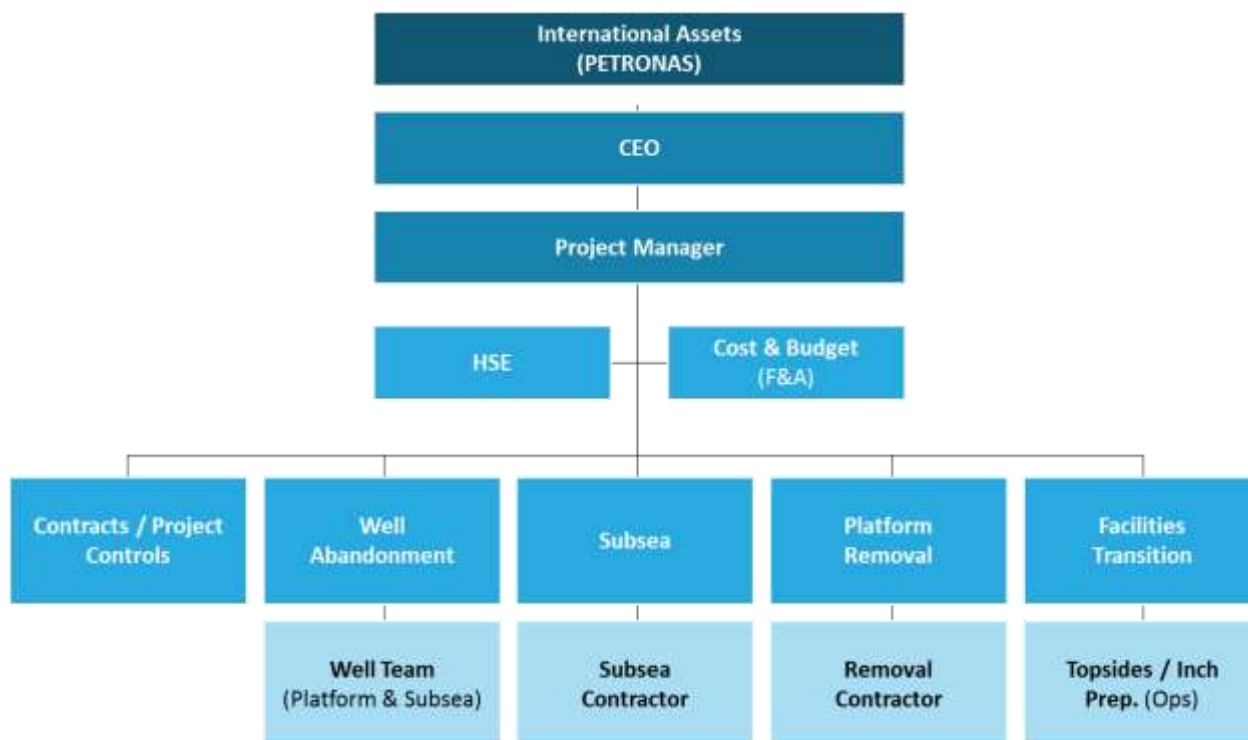 International Assets
(PETRONAS)
CEO
Project Manager
HSE
Cost & Budget
(F&A)
Contracts / Project
Controls
Well
Abandonment
Subsea
Platform
Removal
Facilities
Transition
Well Team
(Platform & Subsea)
Subsea
Contractor
Removal
Contractor
Topsides / Inch
Prep. (Ops)